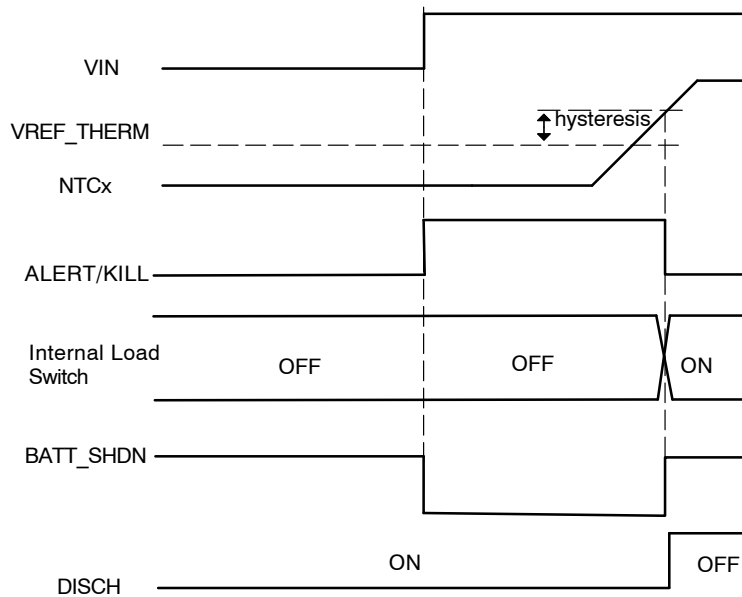 VIN
hysteresis
VREF_THERM
NTCx
ALERT/KILL
Internal Load
Switch
OFF
OFF
ON
BATT_SHDN
ON
OFF
DISCH